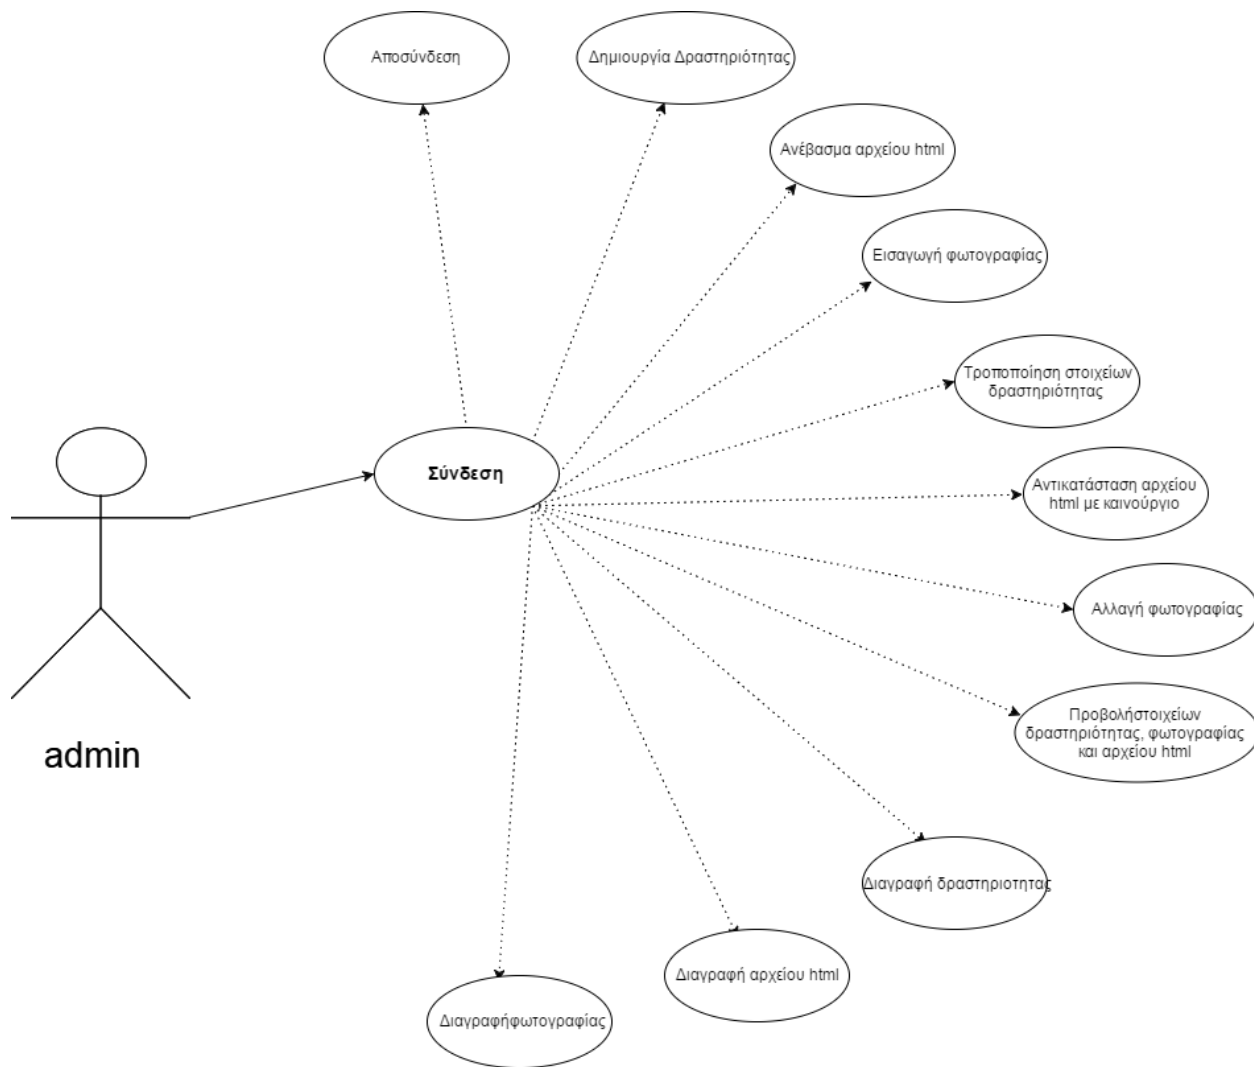 Αποσύνδεση
Δημιουργία Δραστηριότητας
Ανέβασμα αρχείου html
Εισαγωγή φωτογραφίας
Τροποποίηση στοιχείων
δραστηριότητας
Σύνδεση
Αντικατάσταση αρχείου
html με καινούργιο
Αλλαγή φωτογραφίας
Προβολήστοιχείων
δραστηριότητας, φωτογραφίας
και αρχείου html
admin
Διαγραφή δραστηριοτητας
Διαγραφή αρχείου html
Διαγραφήφωτογραφίας